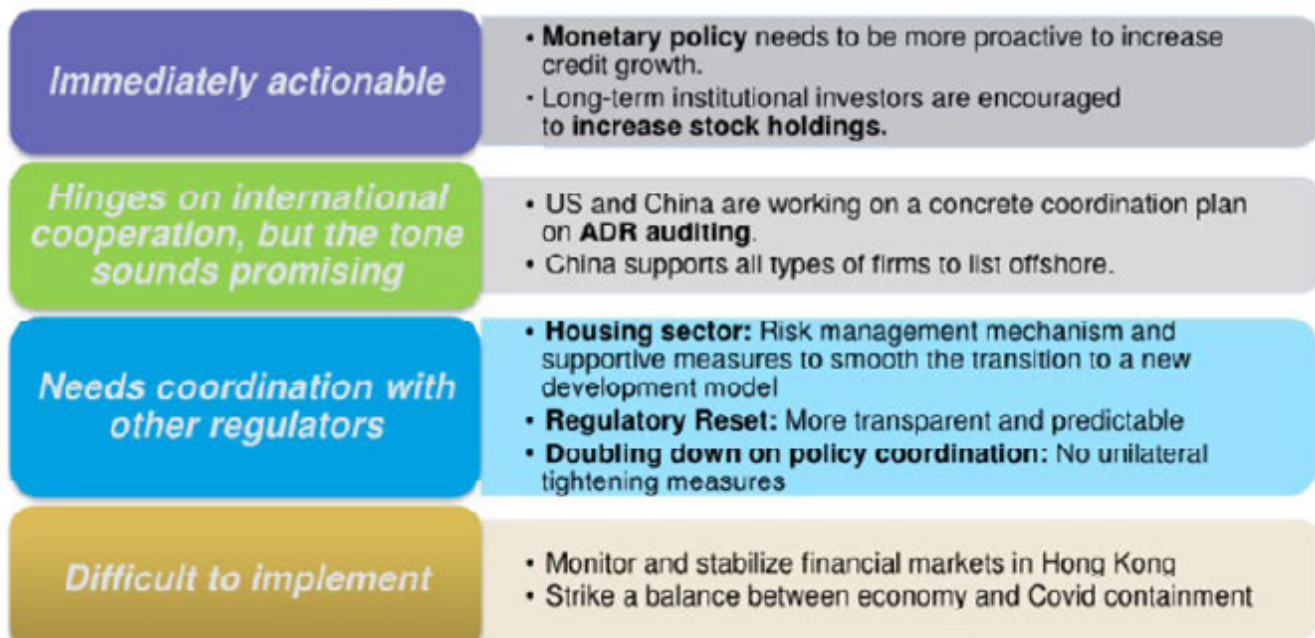 Immediately actionable
• Monetary policy needs to be more proactive to increase
credit growth.
• Long-term institutional investors are encouraged
to increase stock holdings.
Hinges on international
cooperation, but the tone
sounds promising
• US and China are working on a concrete coordination plan
on ADR auditing.
• China supports all types of firms to list offshore.
Needs coordination with
other regulators
• Housing sector: Risk management mechanism and
supportive measures to smooth the transition to a new
development model
• Regulatory Reset: More transparent and predictable
• Doubling down on policy coordination: No unilateral
tightening measures
Difficult to implement
• Monitor and stabilize financial markets in Hong Kong
• Strike a balance between economy and Covid containment